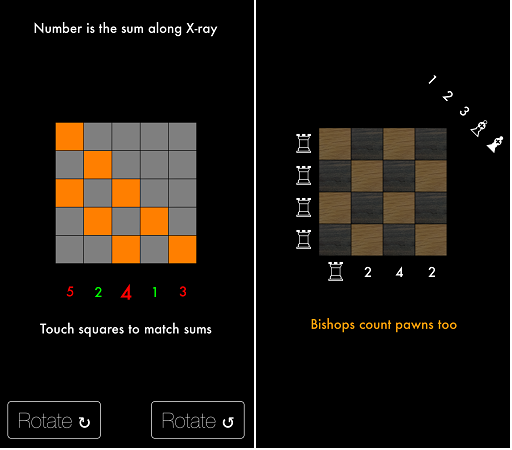 Number is the sum along X-ray
5 2 4 1 3
Touch squares to match sums
Rotate ↻
Rotate ↺
1 2 3
2 4 2
Bishops count pawns too